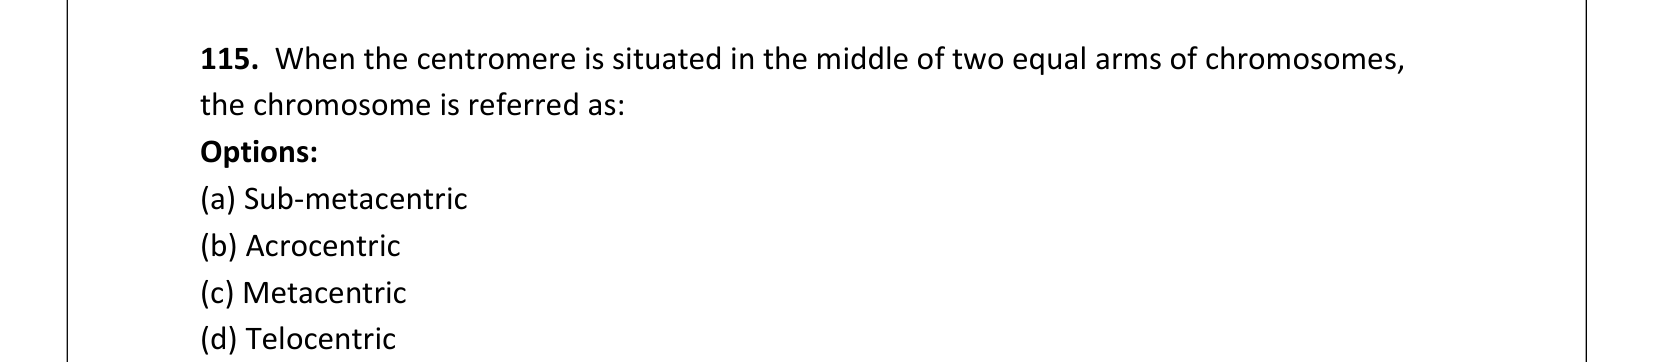 115. When the centromere is situated in the middle of two equal arms of chromosomes,
the chromosome is referred as:
Options:
(a) Sub-metacentric
(b) Acrocentric
(c) Metacentric
(d) Telocentric